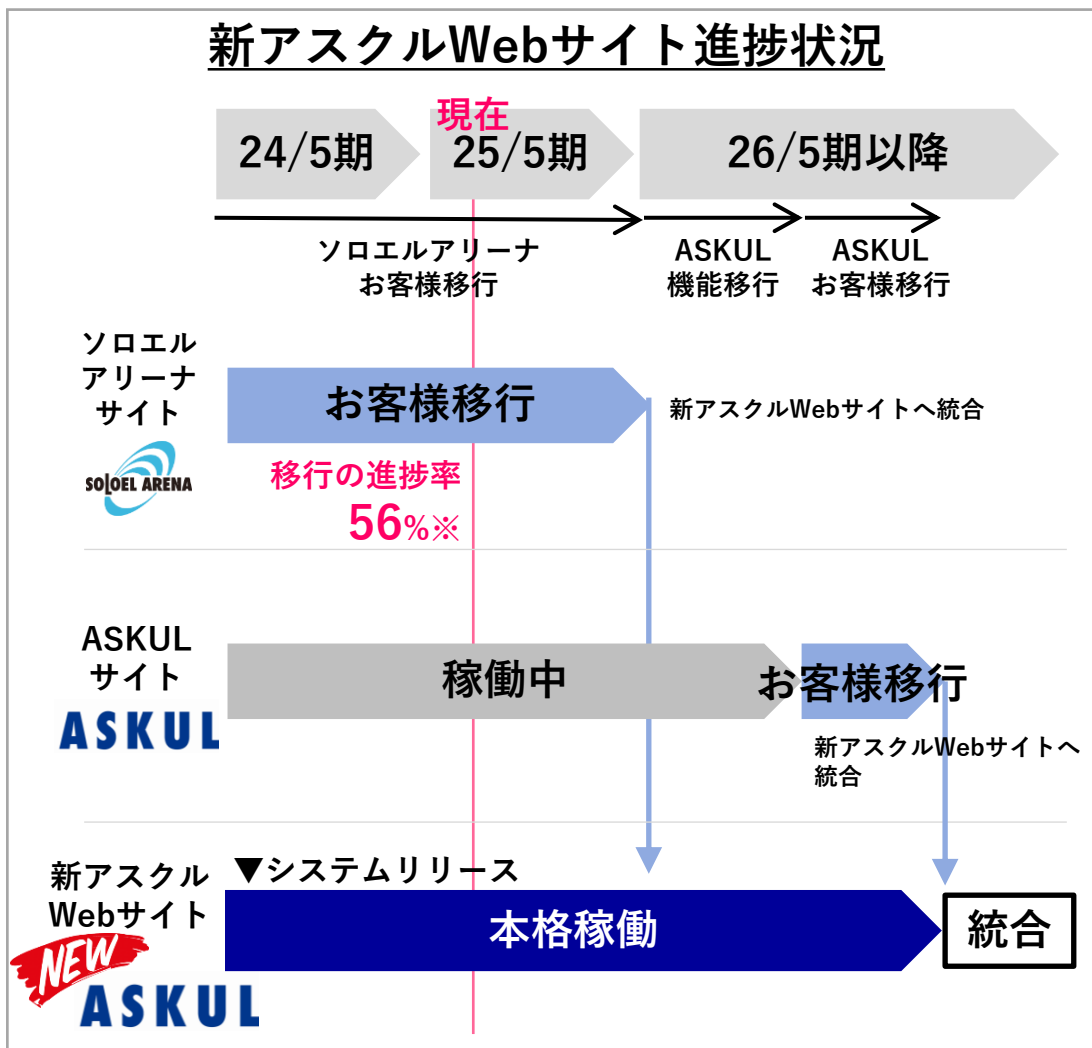 新アスクルWebサイト進捗状況
現在
24/5期
25/5期
26/5期以降
ソロエルアリーナ
お客様移行
ASKUL
機能移行
ASKUL
お客様移行
ソロエル
アリーナ
サイト
SOLOEL ARENA
お客様移行
新アスクルWebサイトへ統合
移行の進捗率
56%※
ASKUL
サイト
ASKUL
稼働中
お客様移行
新アスクルWebサイトへ
統合
新アスクル
Webサイト
NEW
ASKUL
▼システムリリース
本格稼働
統合